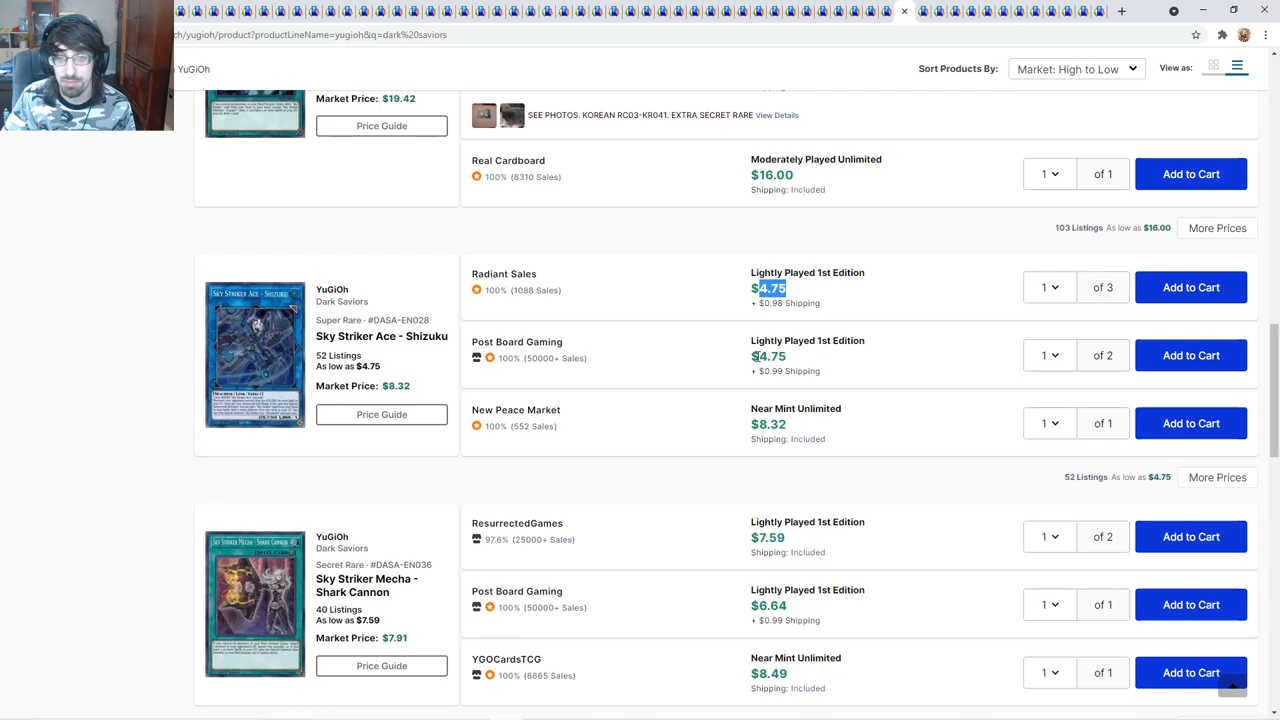 ch/yugioh/product?productLineName=yugioh&q=dark%20saviors
YuGiOh
Sort Products By:
Market: High to Low
View as:
Market Price: $19.42
Price Guide
SEE PHOTOS. KOREAN RC03-KR041. EXTRA SECRET RARE View Details
Real Cardboard
100% (8310 Sales)
Moderately Played Unlimited
$16.00
Shipping: Included
1
of 1
Add to Cart
103 Listings As low as $16.00
More Prices
SKY STRIKER ACE - SHIZUKU
YuGiOh
Dark Saviors
Super Rare · #DASA-EN028
Sky Striker Ace - Shizuku
52 Listings
As low as $4.75
Market Price: $8.32
Price Guide
Radiant Sales
100% (1088 Sales)
Lightly Played 1st Edition
$4.75
+ $0.98 Shipping
1
of 3
Add to Cart
Post Board Gaming
100% (50000+ Sales)
Lightly Played 1st Edition
$4.75
+ $0.99 Shipping
1
of 2
Add to Cart
New Peace Market
100% (552 Sales)
Near Mint Unlimited
$8.32
Shipping: Included
1
of 1
Add to Cart
52 Listings As low as $4.75
More Prices
SKY STRIKER MECHA - SHARK CANNON
YuGiOh
Dark Saviors
Secret Rare · #DASA-EN036
Sky Striker Mecha -
Shark Cannon
40 Listings
As low as $7.59
Market Price: $7.91
Price Guide
ResurrectedGames
97.6% (25000+ Sales)
Lightly Played 1st Edition
$7.59
Shipping: Included
1
of 2
Add to Cart
Post Board Gaming
100% (50000+ Sales)
Lightly Played 1st Edition
$6.64
+ $0.99 Shipping
1
of 1
Add to Cart
YGOCardsTCG
100% (8665 Sales)
Near Mint Unlimited
$8.49
Shipping: Included
1
of 1
Add to Cart